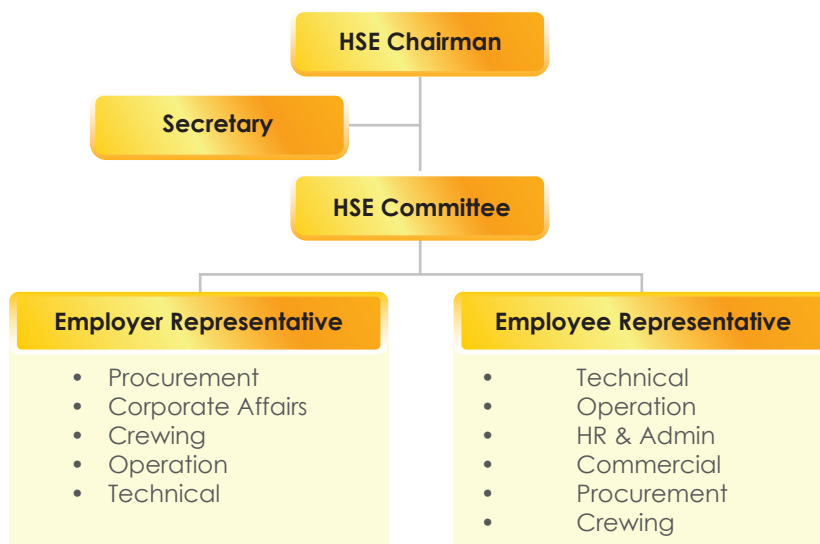 HSE Chairman
Secretary
HSE Committee
Employer Representative
• Procurement
• Corporate Affairs
• Crewing
• Operation
• Technical
Employee Representative
• Technical
• Operation
• HR & Admin
• Commercial
• Procurement
• Crewing